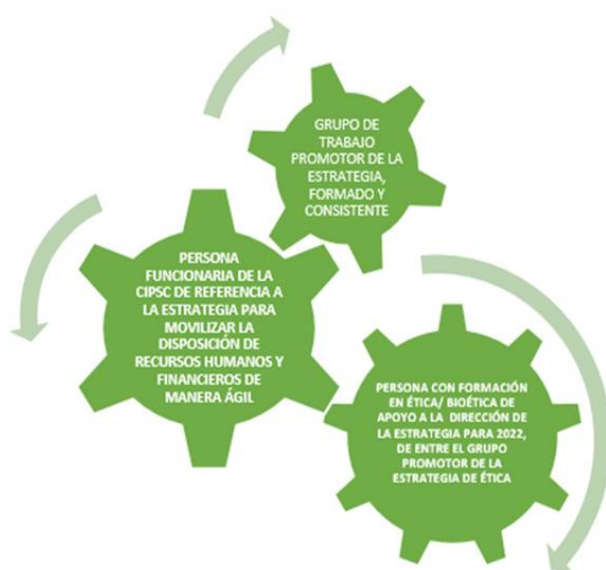 GRUPO DE
TRABAJO
PROMOTOR DE LA
ESTRATEGIA,
FORMADO Y
CONSISTENTE
PERSONA
FUNCIONARIA DE LA
CIPSC DE REFERENCIA A
LA ESTRATEGIA PARA
MOVILIZAR LA
DISPOSICIÓN DE
RECURSOS HUMANOS Y
FINANCIEROS DE
MANERA ÁGIL
PERSONA CON FORMACIÓN
EN ÉTICA/ BIOÉTICA DE
APOYO A LA DIRECCIÓN DE
LA ESTRATEGIA PARA 2022,
DE ENTRE EL GRUPO
PROMOTOR DE LA
ESTRATEGIA DE ÉTICA